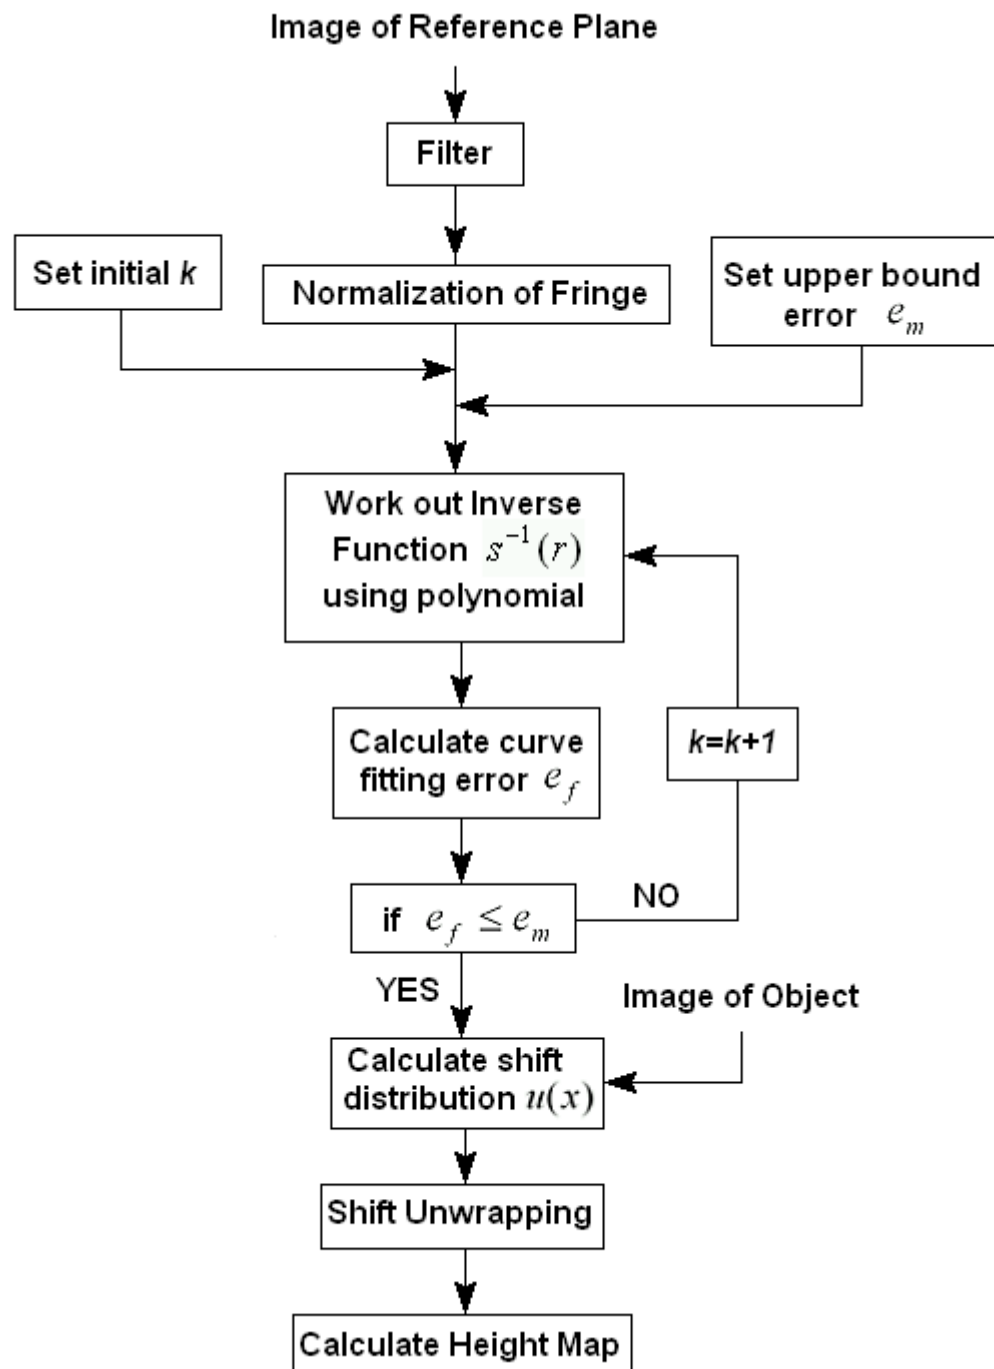 Image of Reference Plane
Filter
Set initial k
Normalization of Fringe
Set upper bound
error e_m
Work out Inverse
Function s^{-1}(r)
using polynomial
Calculate curve
fitting error e_f
k=k+1
if e_f ≤ e_m
NO
YES
Image of Object
Calculate shift
distribution u(x)
Shift Unwrapping
Calculate Height Map